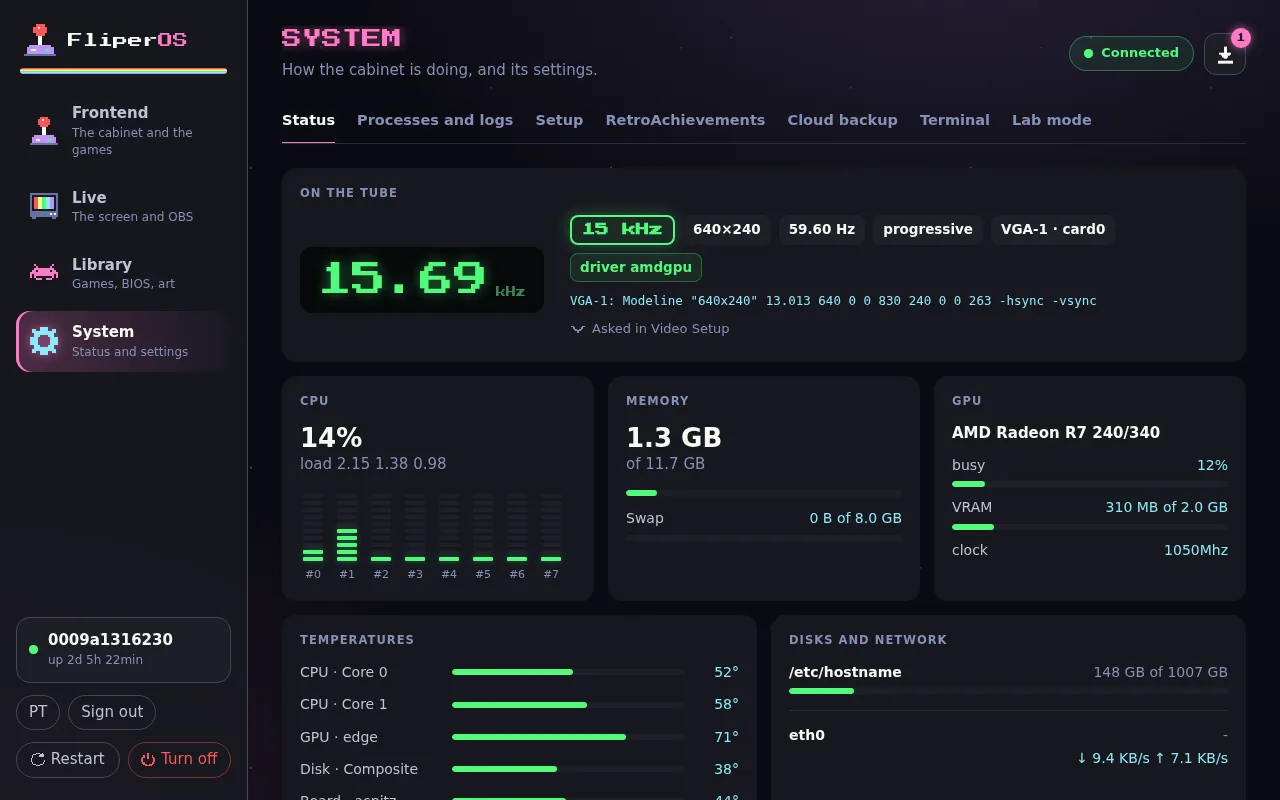 FliperOS
Frontend
The cabinet and the
games
Live
The screen and OBS
Library
Games, BIOS, art
System
Status and settings
0009a1316230
up 2d 5h 22min
PT
Sign out
Restart
Turn off
SYSTEM
How the cabinet is doing, and its settings.
Connected
1
Status
Processes and logs
Setup
RetroAchievements
Cloud backup
Terminal
Lab mode
ON THE TUBE
15.69 kHz
15 kHz
640×240
59.60 Hz
progressive
VGA-1 · card0
driver amdgpu
VGA-1: Modeline "640x240" 13.013 640 0 0 830 240 0 0 263 -hsync -vsync
Asked in Video Setup
CPU
14%
load 2.15 1.38 0.98
#0 #1 #2 #3 #4 #5 #6 #7
MEMORY
1.3 GB
of 11.7 GB
Swap 0 B of 8.0 GB
GPU
AMD Radeon R7 240/340
busy 12%
VRAM 310 MB of 2.0 GB
clock 1050Mhz
TEMPERATURES
CPU · Core 0 52°
CPU · Core 1 58°
GPU · edge 71°
Disk · Composite 38°
DISKS AND NETWORK
/etc/hostname 148 GB of 1007 GB
eth0 -
↓ 9.4 KB/s ↑ 7.1 KB/s